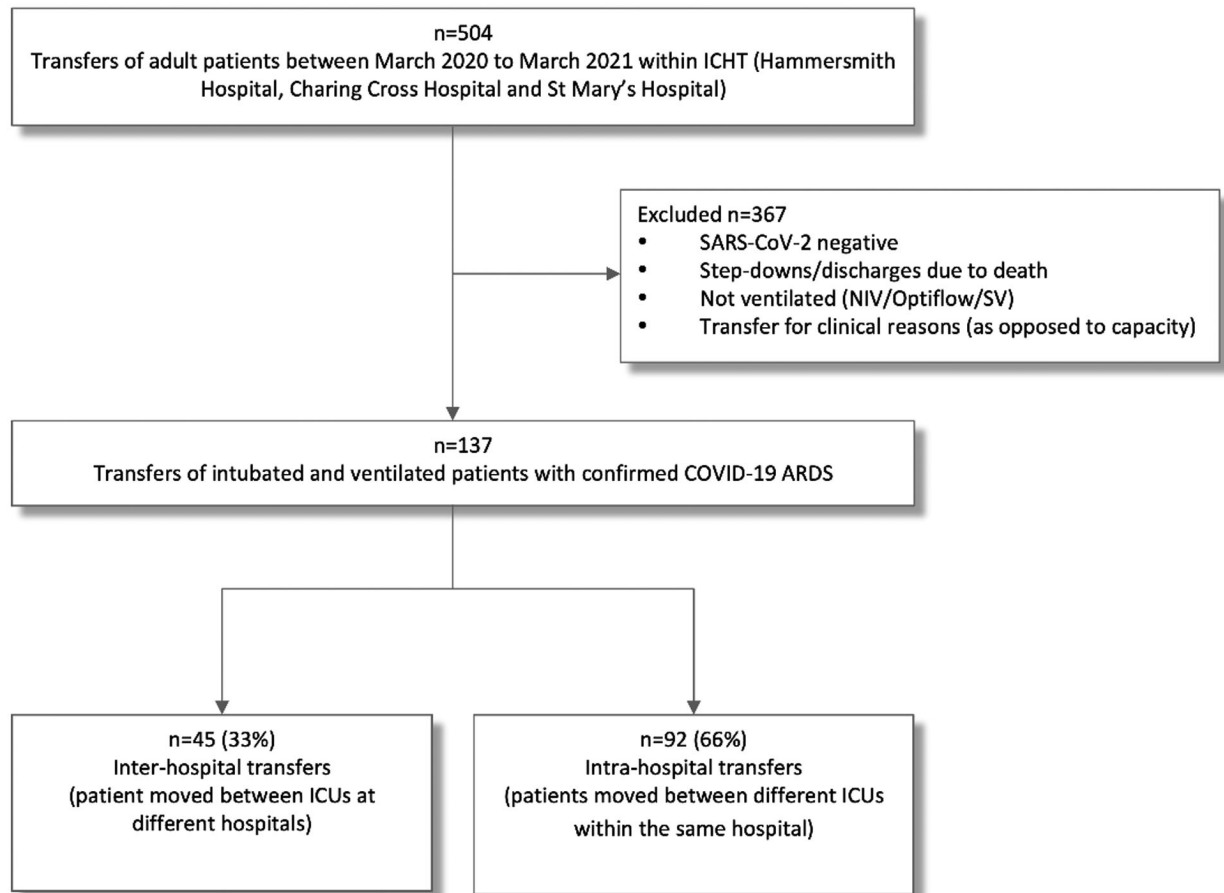 n=504
Transfers of adult patients between March 2020 to March 2021 within ICHT (Hammersmith
Hospital, Charing Cross Hospital and St Mary's Hospital)
Excluded n=367
• SARS-CoV-2 negative
• Step-downs/discharges due to death
• Not ventilated (NIV/Optiflow/SV)
• Transfer for clinical reasons (as opposed to capacity)
n=137
Transfers of intubated and ventilated patients with confirmed COVID-19 ARDS
n=45 (33%)
Inter-hospital transfers
(patient moved between ICUs at
different hospitals)
n=92 (66%)
Intra-hospital transfers
(patients moved between different ICUs
within the same hospital)